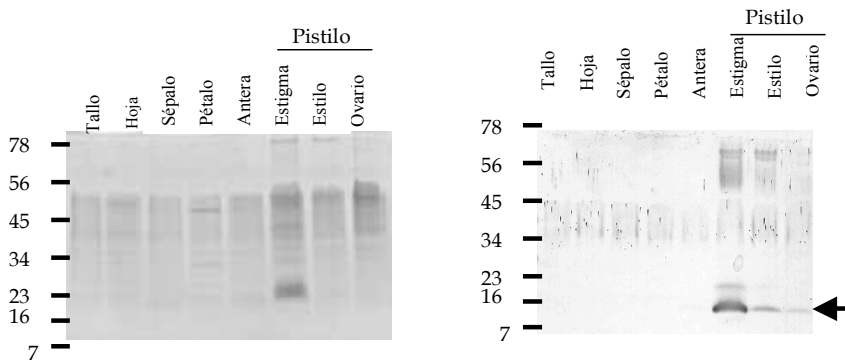 Pistilo
Tallo
Hoja
Sépalo
Pétalo
Antera
Estigma
Estilo
Ovario
78
56
45
34
23
16
7
Pistilo
Tallo
Hoja
Sépalo
Pétalo
Antera
Estigma
Estilo
Ovario
78
56
45
34
23
16
7